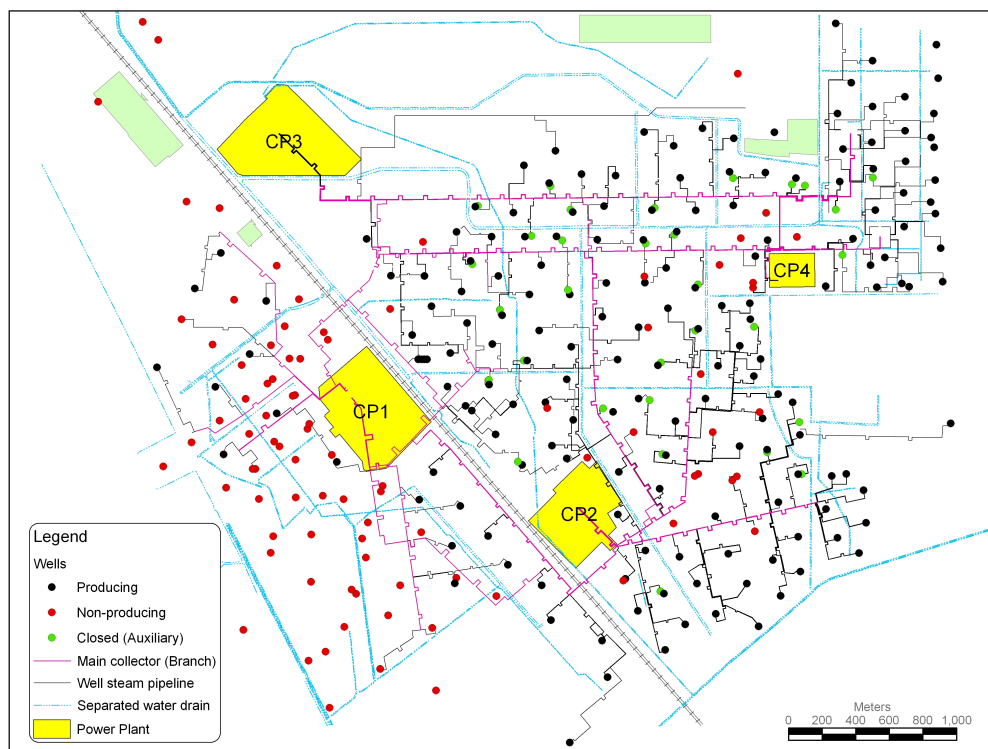 CP3
CP4
CP1
CP2
Legend
Wells
Producing
Non-producing
Closed (Auxiliary)
Main collector (Branch)
Well steam pipeline
Separated water drain
Power Plant
Meters
0 200 400 600 800 1,000